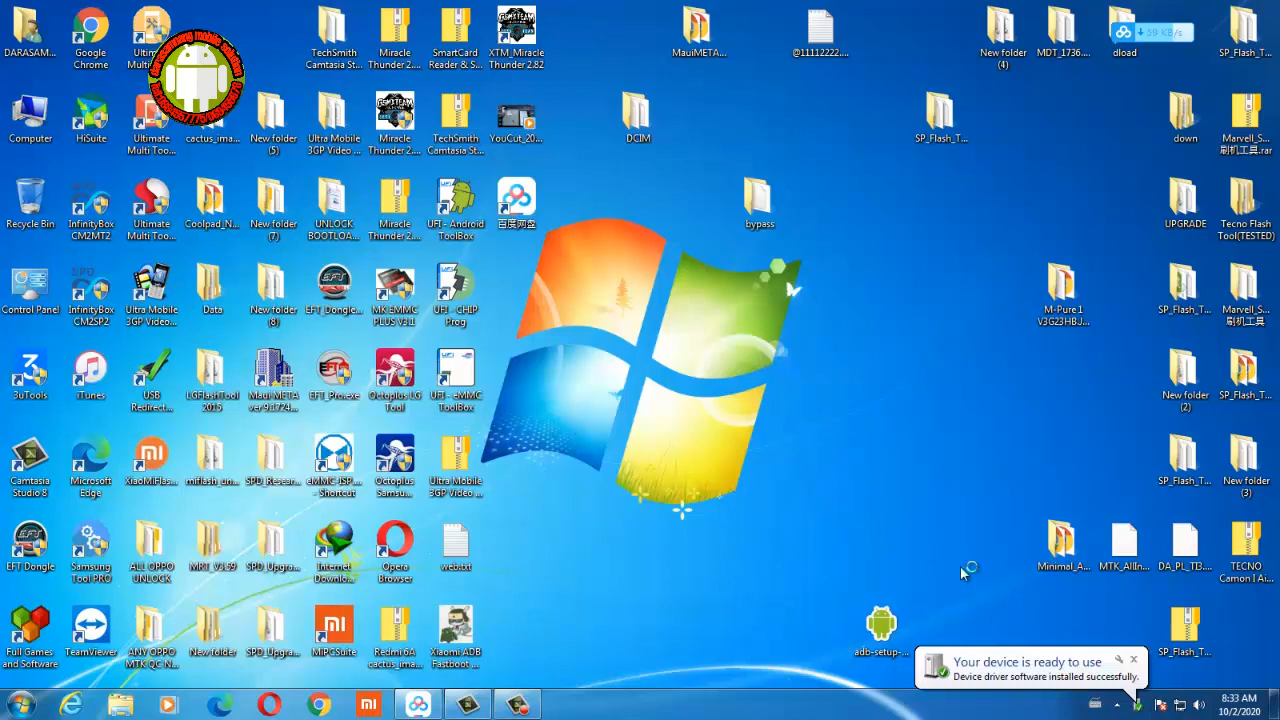 DARASAM...
Google
Chrome
Ultim...
Multi Too...
TechSmith
Camtasia Sta...
Miracle
Thunder 2....
SmartCard
Reader & S...
XTM_Miracle
Thunder 2.82
MauiMETA...
@11112222....
New folder
(4)
MDT_1736....
dload
59 KB/s
SP_Flash_T...
Computer
HiSuite
Ultimate
Multi Too...
cactus_ima...
New folder
(5)
Ultra Mobile
3GP Video ...
Miracle
Thunder 2....
TechSmith
Camtasia St...
YouCut_20...
DCIM
SP_Flash_T...
down
Marvell_S...
刷机工具.rar
Recycle Bin
InfinityBox
CM2MT2
Ultimate
Multi Too...
Coolpad_N...
New folder
(7)
UNLOCK
BOOTLOA...
Miracle
Thunder 2....
UFI - Android
ToolBox
百度网盘
bypass
UPGRADE
Tecno Flash
Tool(TESTED)
Control Panel
InfinityBox
CM2SP2
Ultra Mobile
3GP Video...
Data
New folder
(8)
EFT_Dongle...
MK EMMC
PLUS V3.1
UFI - CHIP
Prog
M-Pure 1
V3G23HBJ...
SP_Flash_T...
Marvell_S...
刷机工具
3uTools
iTunes
USB
Redirect...
LGFlashTool
2015
Maui META
ver 9.1724...
EFT_Pro.exe
Octoplus LG
Tool
UFI - eMMC
ToolBox
New folder
(2)
SP_Flash_T...
Camtasia
Studio 8
Microsoft
Edge
XiaoMiFlas...
miflash_un...
SPD_Resear...
eMMC-ISP...
- Shortcut
Octoplus
Samsu...
Ultra Mobile
3GP Video ...
SP_Flash_T...
New folder
(3)
EFT Dongle
Samsung
Tool PRO
ALL OPPO
UNLOCK
MRT_V3.59
SPD_Upgra...
Internet
Downlo...
Opera
Browser
web.txt
Minimal_A...
MTK_AllIn...
DA_PL_TI3....
TECNO
Camon I Ai...
Full Games
and Software
TeamViewer
ANY OPPO
MTK QC N...
New folder
SPD_Upgra...
MiPCSuite
Redmi 6A
cactus_ima...
Xiaomi ADB
Fastboot ...
adb-setup-...
SP_Flash_T...
Your device is ready to use
Device driver software installed successfully.
8:33 AM
10/2/2020